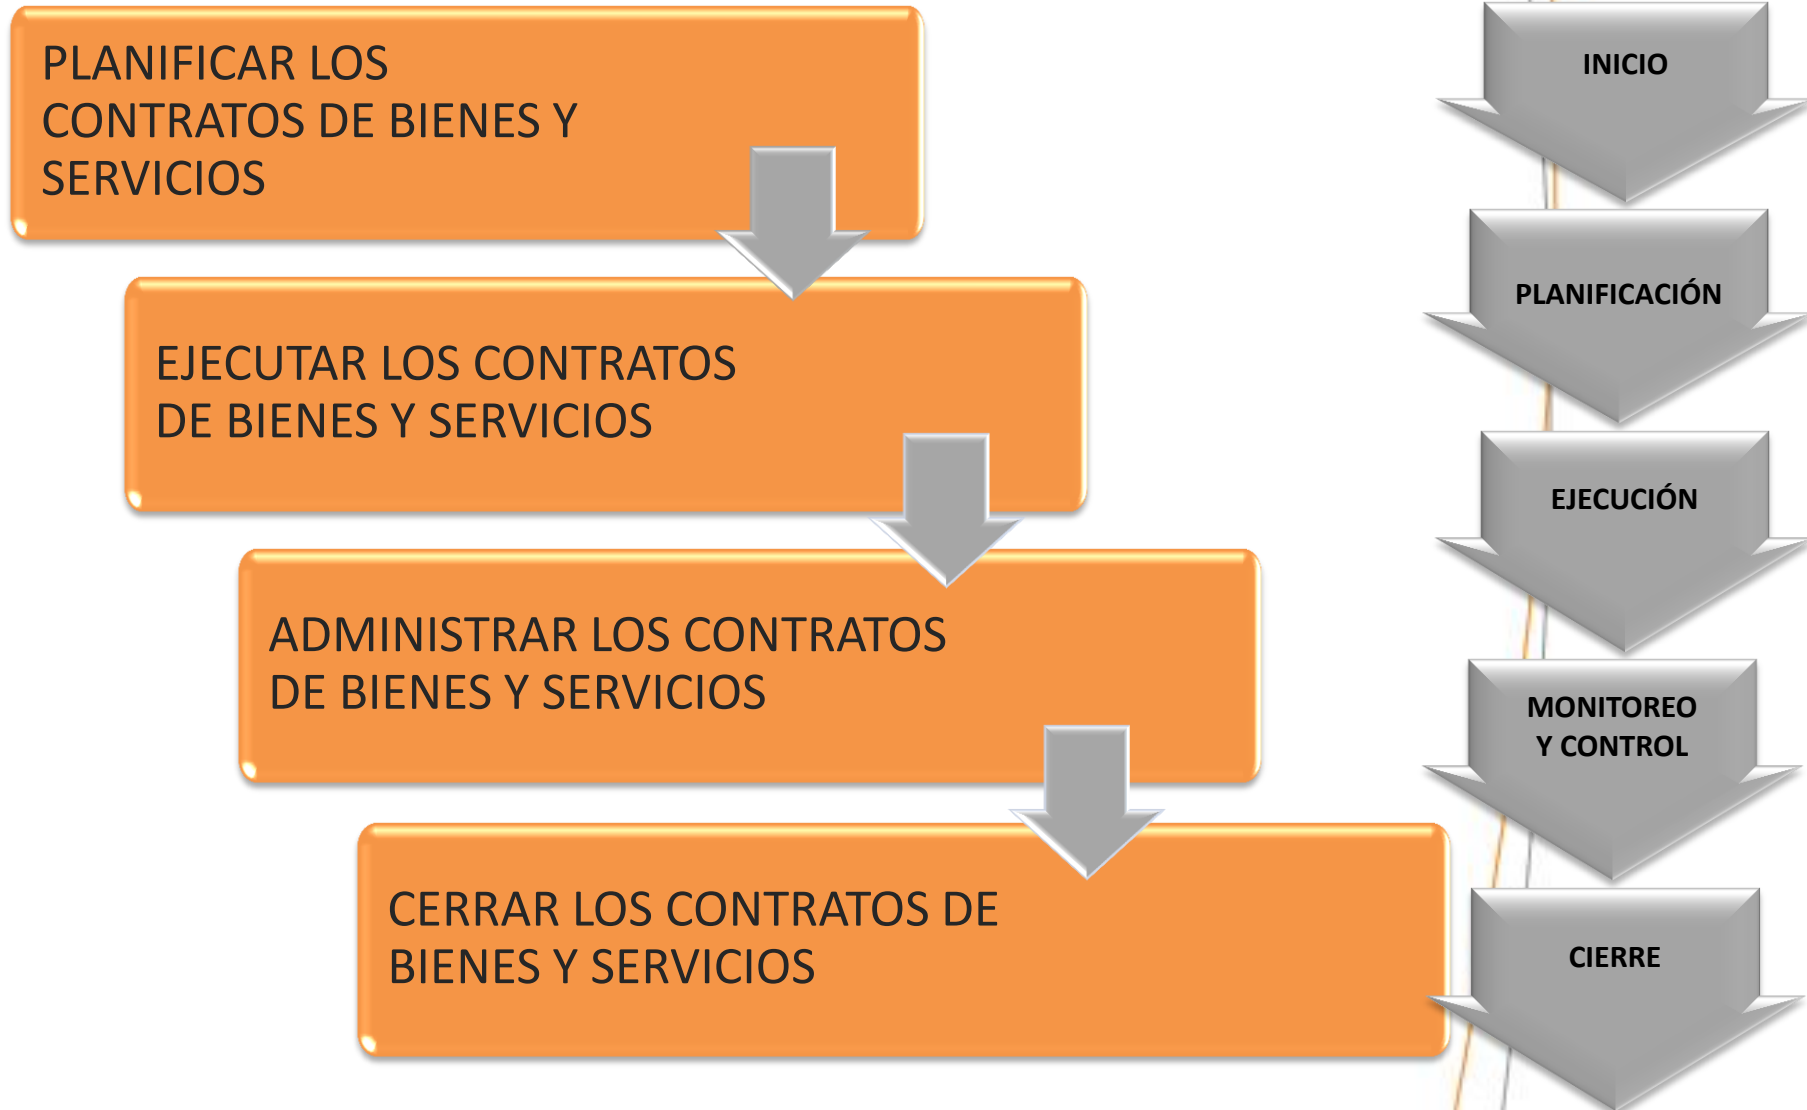 PLANIFICAR LOS
CONTRATOS DE BIENES Y
SERVICIOS
EJECUTAR LOS CONTRATOS
DE BIENES Y SERVICIOS
ADMINISTRAR LOS CONTRATOS
DE BIENES Y SERVICIOS
CERRAR LOS CONTRATOS DE
BIENES Y SERVICIOS
INICIO
PLANIFICACIÓN
EJECUCIÓN
MONITOREO
Y CONTROL
CIERRE